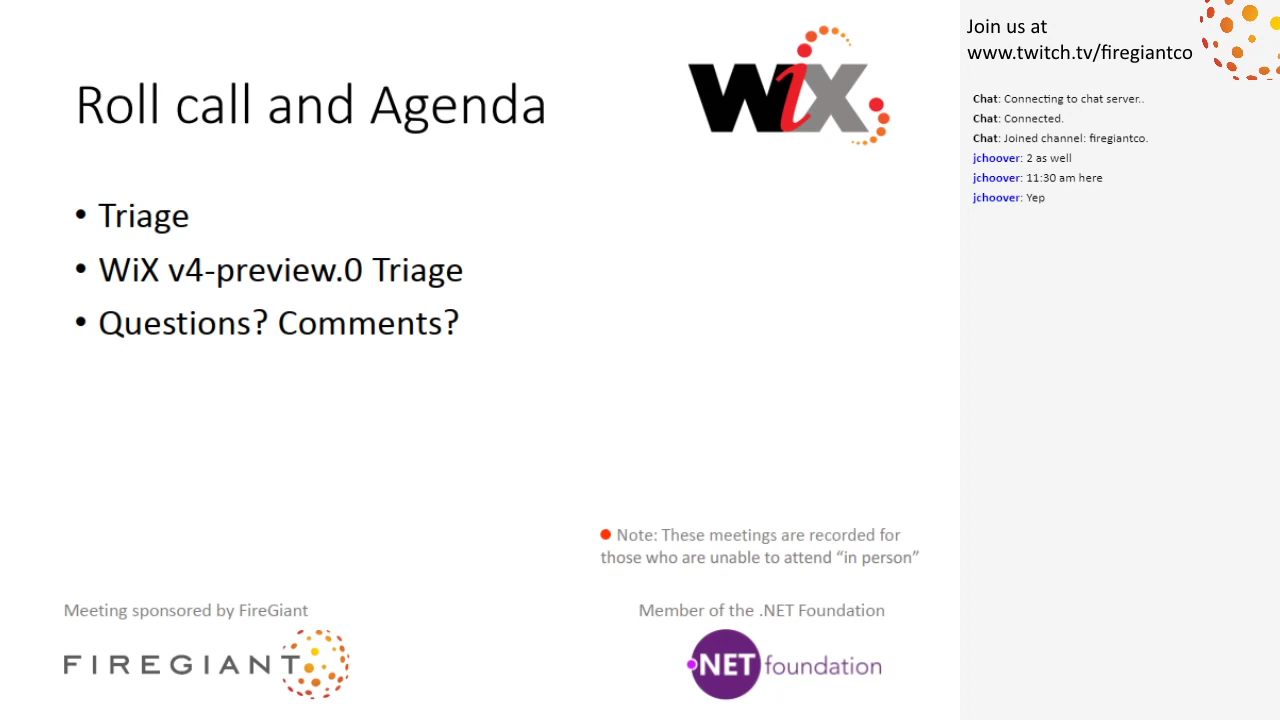 Roll call and Agenda
WiX
• Triage
• WiX v4-preview.0 Triage
• Questions? Comments?
Note: These meetings are recorded for
those who are unable to attend “in person”
Meeting sponsored by FireGiant
FIREGIANT
Member of the .NET Foundation
.NET foundation
Join us at
www.twitch.tv/firegiantco
Chat: Connecting to chat server..
Chat: Connected.
Chat: Joined channel: firegiantco.
jchoover: 2 as well
jchoover: 11:30 am here
jchoover: Yep